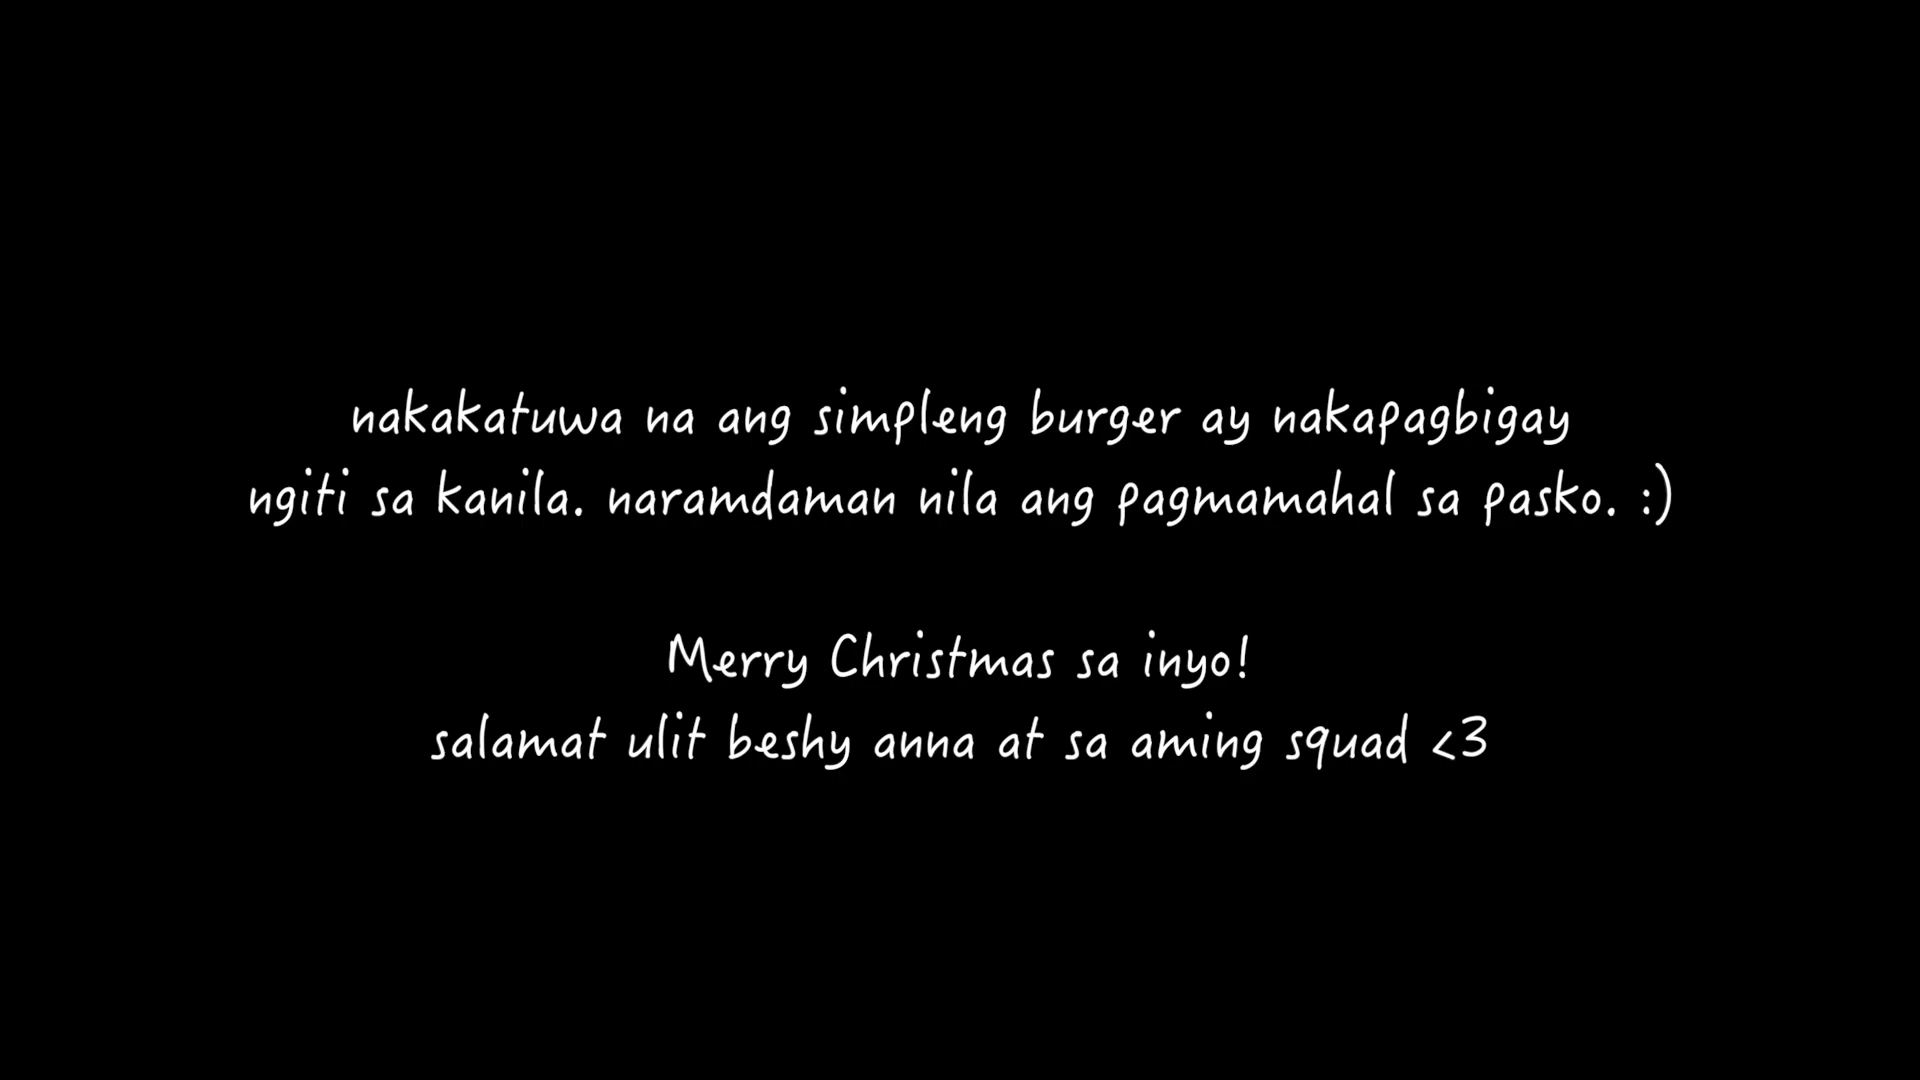 nakakatuwa na ang simpleng burger ay nakapagbigay
ngiti sa kanila. naramdaman nila ang pagmamahal sa pasko. :)
Merry Christmas sa inyo!
salamat ulit beshy anna at sa aming squad <3